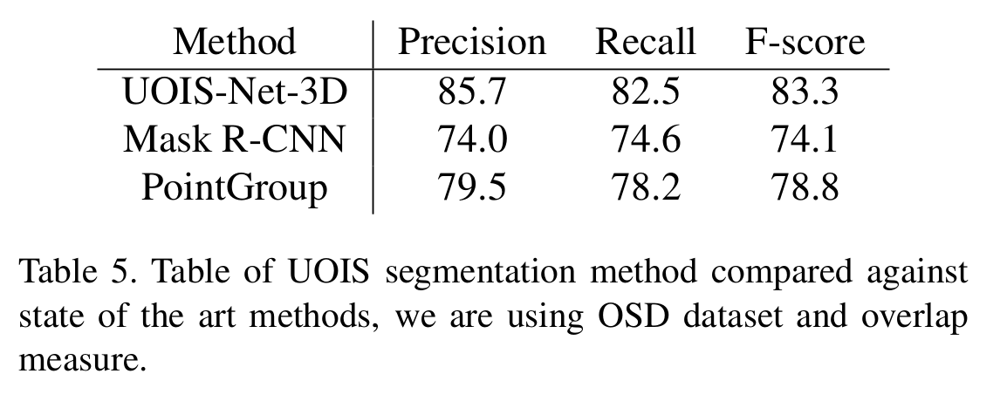 Method Precision Recall F-score
UOIS-Net-3D 85.7 82.5 83.3
Mask R-CNN 74.0 74.6 74.1
PointGroup 79.5 78.2 78.8
Table 5. Table of UOIS segmentation method compared against
state of the art methods, we are using OSD dataset and overlap
measure.